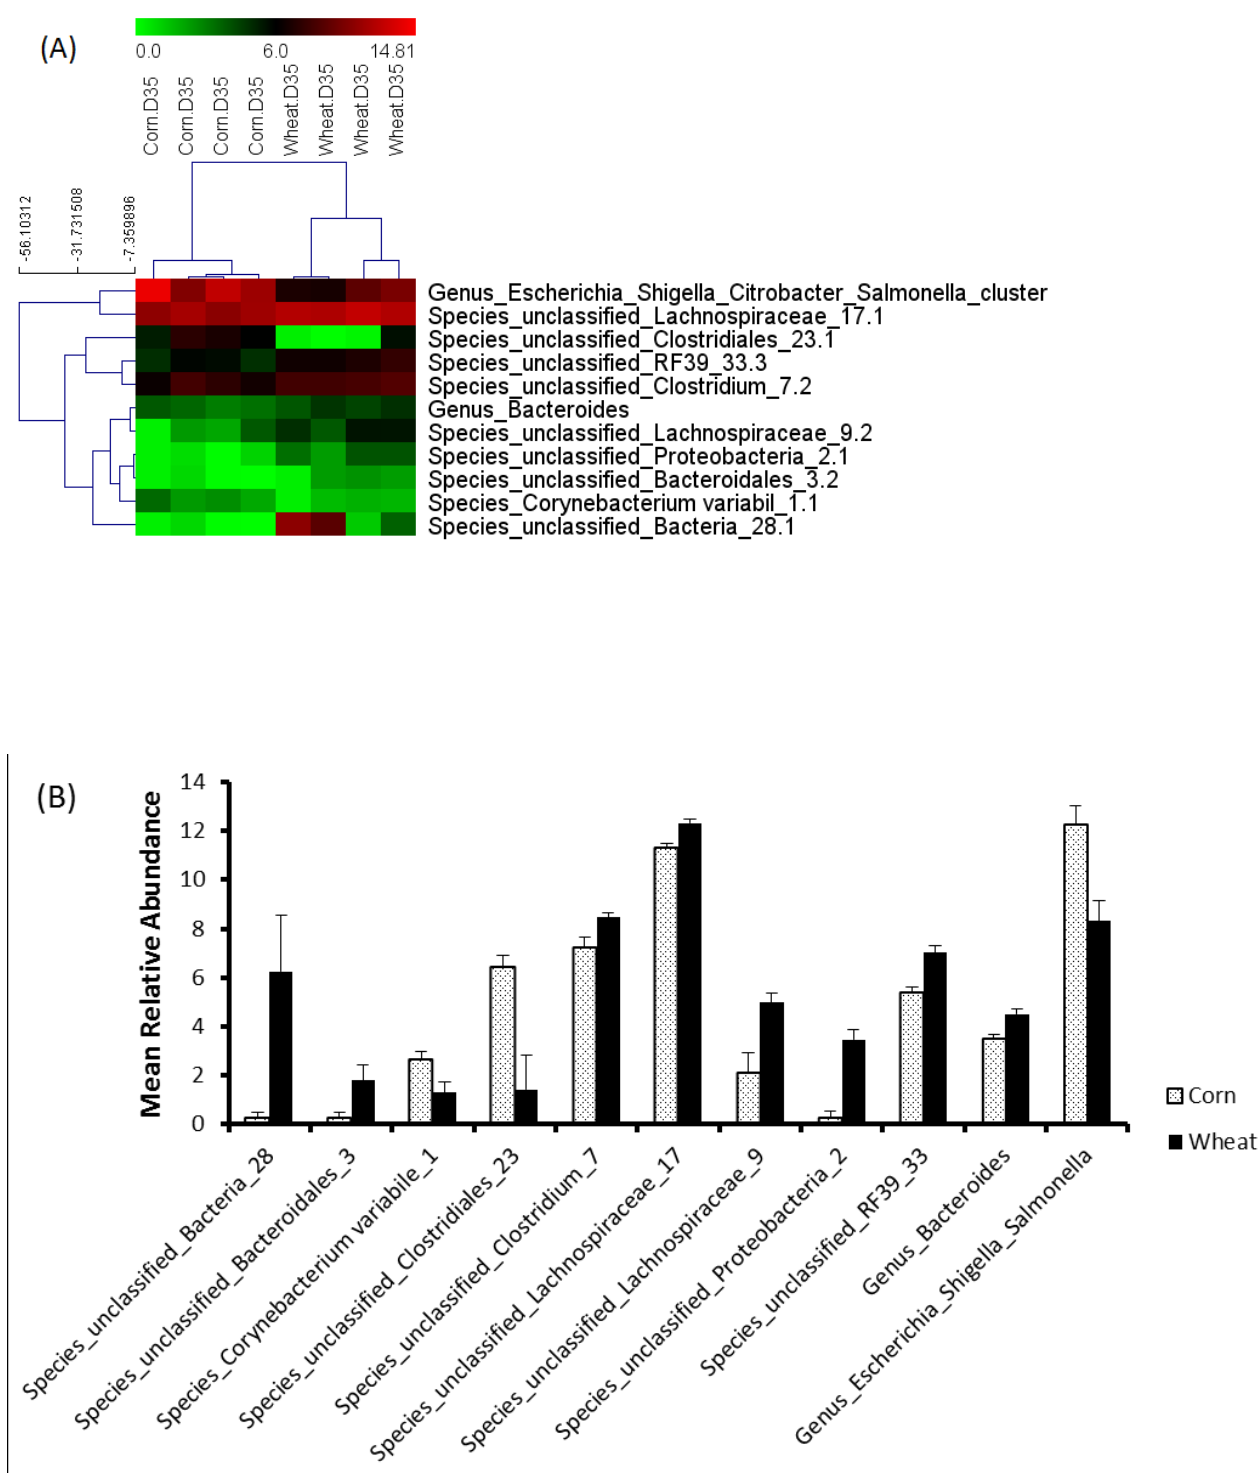 (A)
0.0 6.0 14.81
Corn.D35 Corn.D35 Corn.D35 Corn.D35 Wheat.D35 Wheat.D35 Wheat.D35 Wheat.D35
-56.10312 -31.731508 -7.359896
Genus_Escherichia_Shigella_Citrobacter_Salmonella_cluster
Species_unclassified_Lachnospiraceae_17.1
Species_unclassified_Clostridiales_23.1
Species_unclassified_RF39_33.3
Species_unclassified_Clostridium_7.2
Genus_Bacteroides
Species_unclassified_Lachnospiraceae_9.2
Species_unclassified_Proteobacteria_2.1
Species_unclassified_Bacteroidales_3.2
Species_Corynebacterium variabil_1.1
Species_unclassified_Bacteria_28.1
(B)
Mean Relative Abundance
14
12
10
8
6
4
2
0
Corn
Wheat
Species_unclassified_Bacteria_28
Species_unclassified_Bacteroidales_3
Species_Corynebacterium variabile_1
Species_unclassified_Clostridiales_23
Species_unclassified_Clostridium_7
Species_unclassified_Lachnospiraceae_17
Species_unclassified_Lachnospiraceae_9
Species_unclassified_Proteobacteria_2
Species_unclassified_RF39_33
Genus_Bacteroides
Genus_Escherichia_Shigella_Salmonella